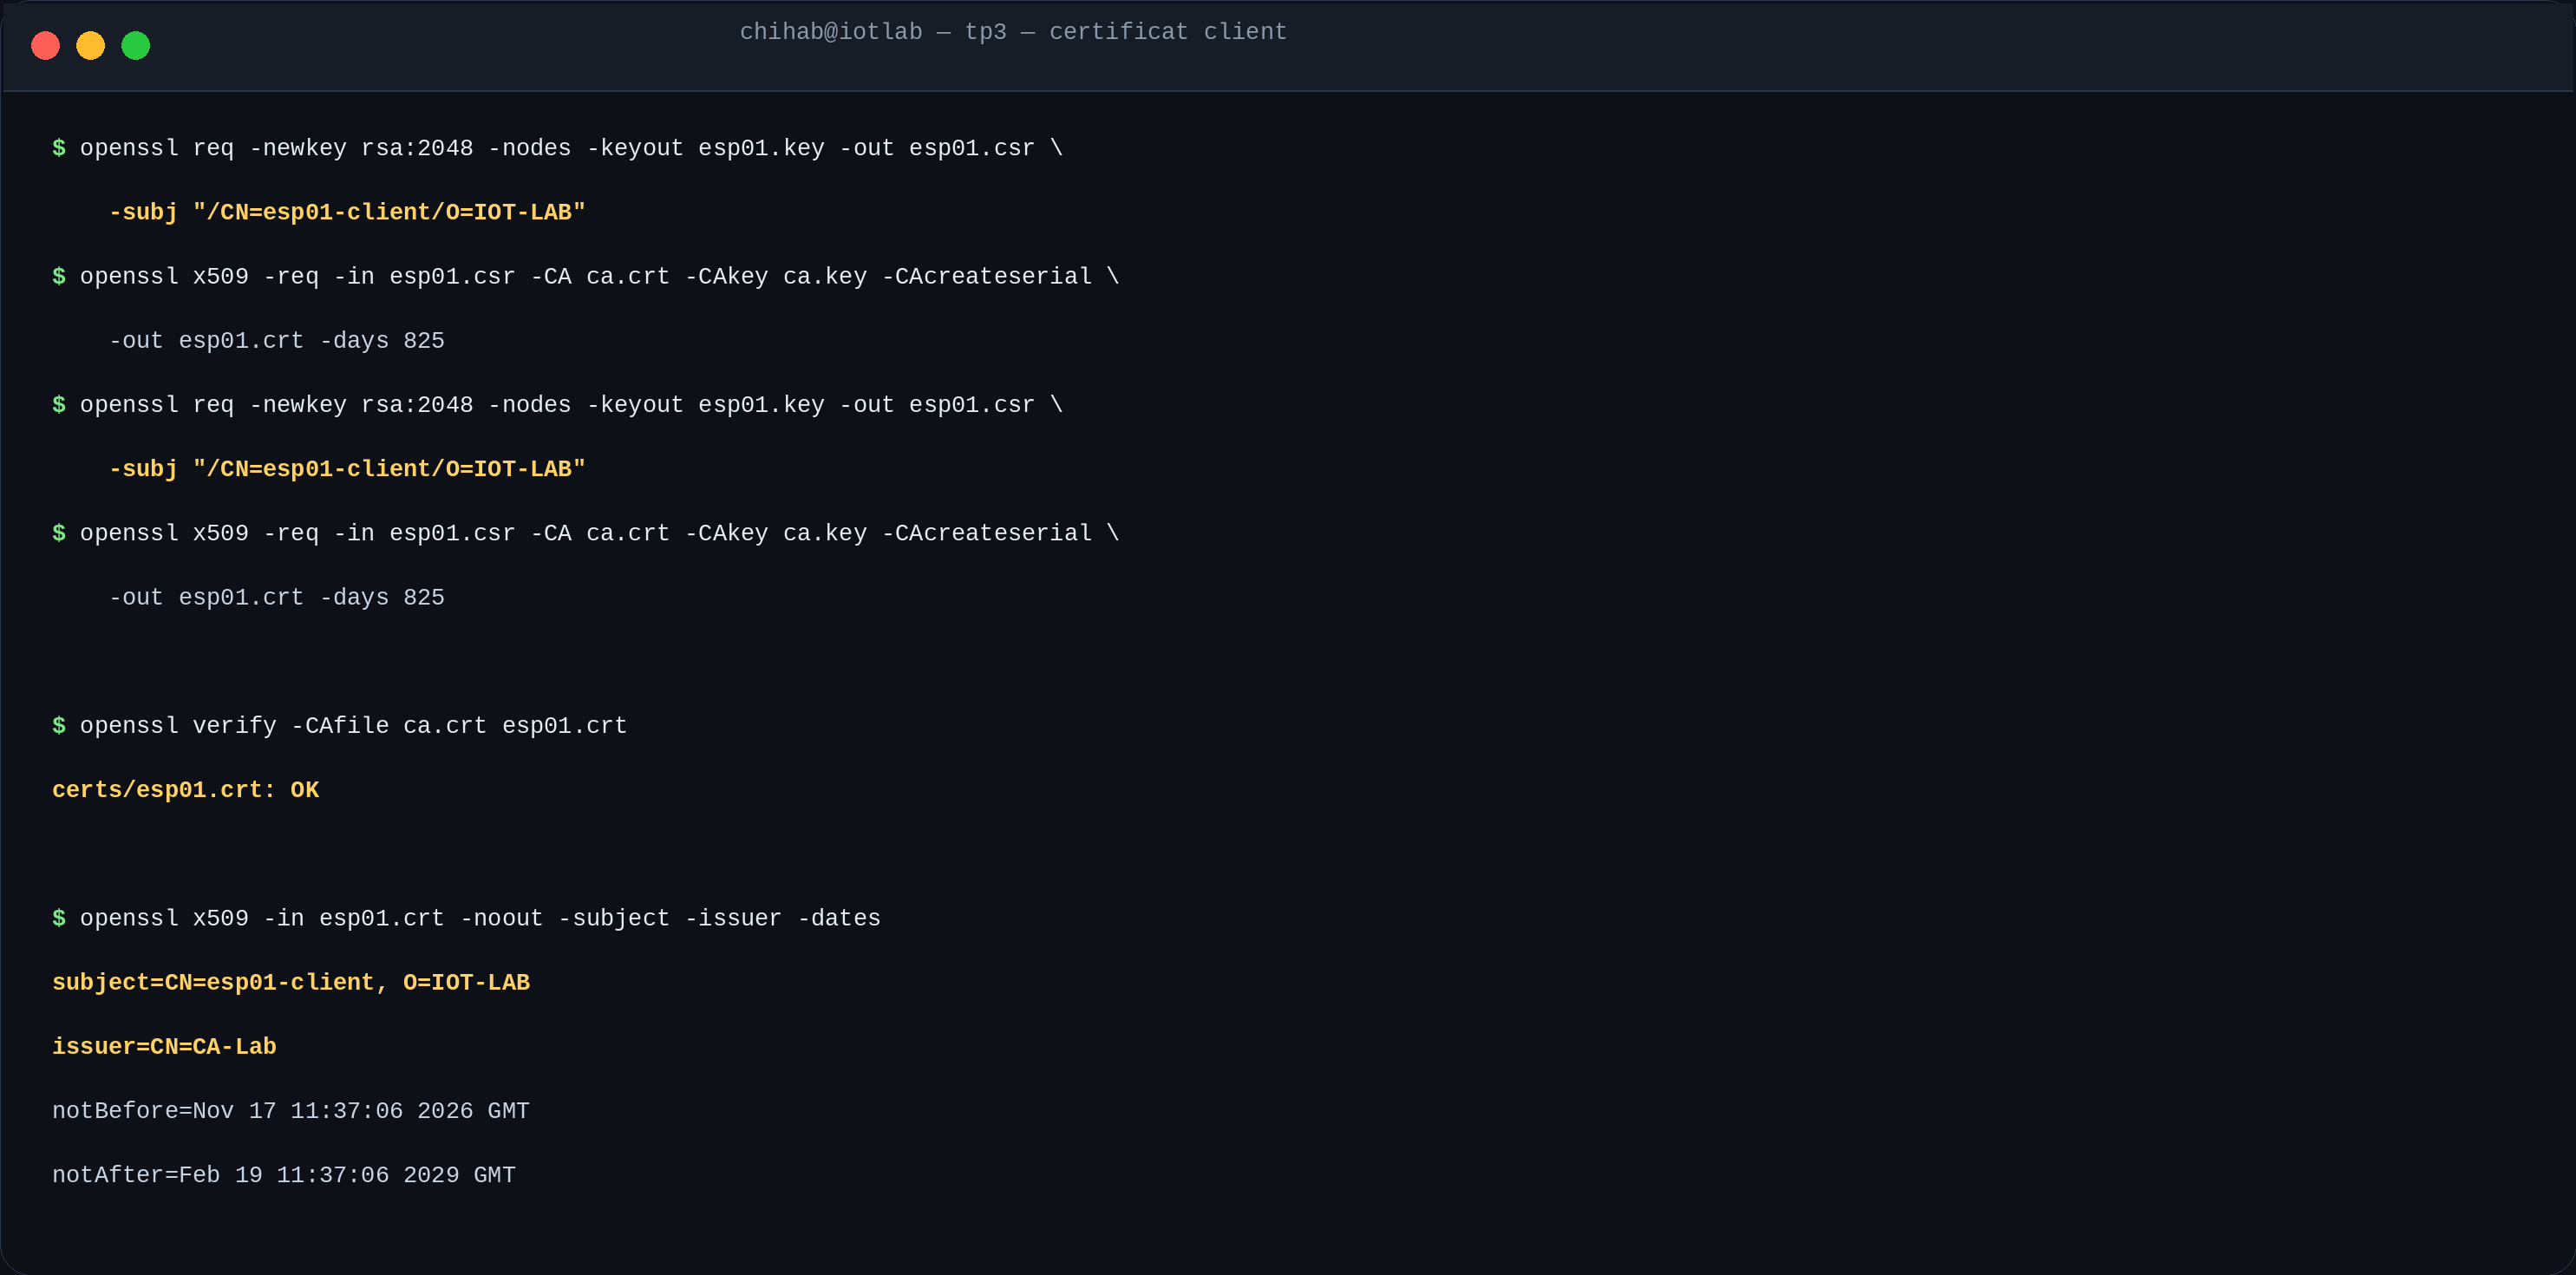 chihab@iotlab — tp3 — certificat client
$ openssl req -newkey rsa:2048 -nodes -keyout esp01.key -out esp01.csr \
-subj "/CN=esp01-client/O=IOT-LAB"
$ openssl x509 -req -in esp01.csr -CA ca.crt -CAkey ca.key -CAcreateserial \
-out esp01.crt -days 825
$ openssl req -newkey rsa:2048 -nodes -keyout esp01.key -out esp01.csr \
-subj "/CN=esp01-client/O=IOT-LAB"
$ openssl x509 -req -in esp01.csr -CA ca.crt -CAkey ca.key -CAcreateserial \
-out esp01.crt -days 825
$ openssl verify -CAfile ca.crt esp01.crt
certs/esp01.crt: OK
$ openssl x509 -in esp01.crt -noout -subject -issuer -dates
subject=CN=esp01-client, O=IOT-LAB
issuer=CN=CA-Lab
notBefore=Nov 17 11:37:06 2026 GMT
notAfter=Feb 19 11:37:06 2029 GMT